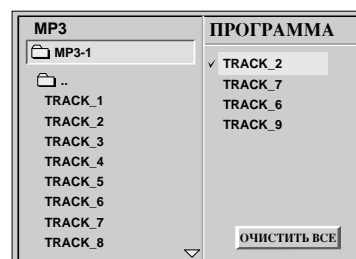 MP3
MP3-1
..
TRACK_1
TRACK_2
TRACK_3
TRACK_4
TRACK_5
TRACK_6
TRACK_7
TRACK_8
ПРОГРАММА
✓ TRACK_2
TRACK_7
TRACK_6
TRACK_9
ОЧИСТИТЬ ВСЕ